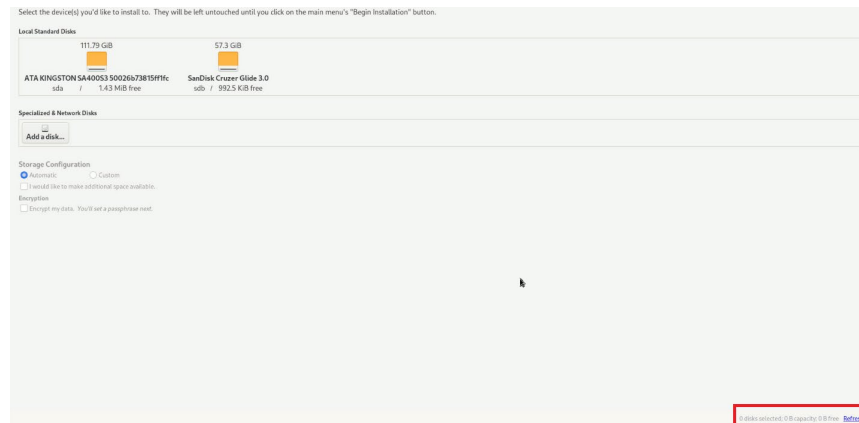 Select the device(s) you'd like to install to. They will be left untouched until you click on the main menu's "Begin Installation" button.
Local Standard Disks
111.79 GiB
57.3 GiB
ATA KINGSTON SA400S3 50026b73815ff1fc
SanDisk Cruzer Glide 3.0
sda / 1.43 MiB free
sdb / 992.5 KiB free
Specialized & Network Disks
Add a disk...
Storage Configuration
Automatic
Custom
I would like to make additional space available.
Encryption
Encrypt my data. You'll set a passphrase next.
0 disks selected; 0 B capacity; 0 B free